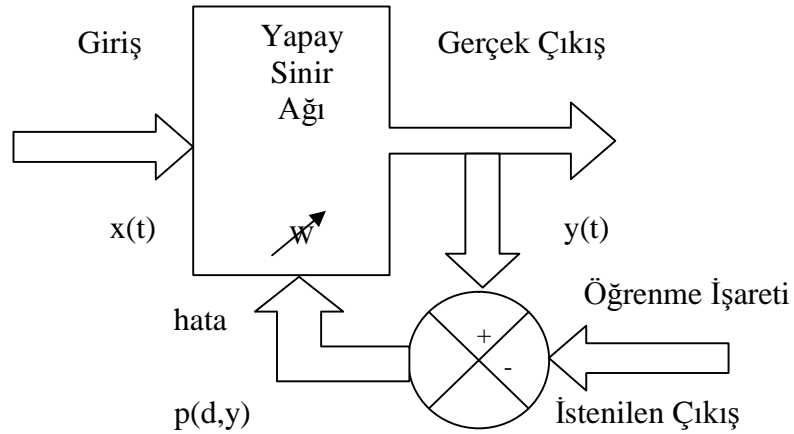 Giriş
Yapay
Sinir
Ağı
Gerçek Çıkış
x(t)
W
y(t)
hata
Öğrenme İşareti
+
-
p(d,y)
İstenilen Çıkış